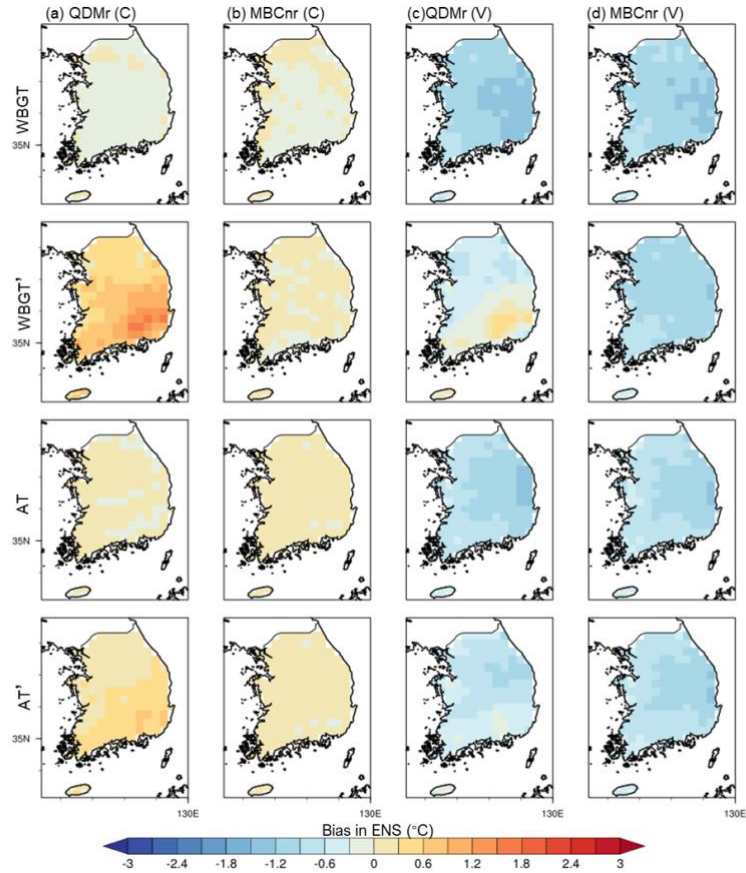 (a) QDMr (C) (b) MBCnr (C) (c)QDMr (V) (d) MBCnr (V)
WBGT
35N
WBGT'
35N
AT
35N
AT'
35N
130E 130E 130E 130E
Bias in ENS (°C)
-3 -2.4 -1.8 -1.2 -0.6 0 0.6 1.2 1.8 2.4 3